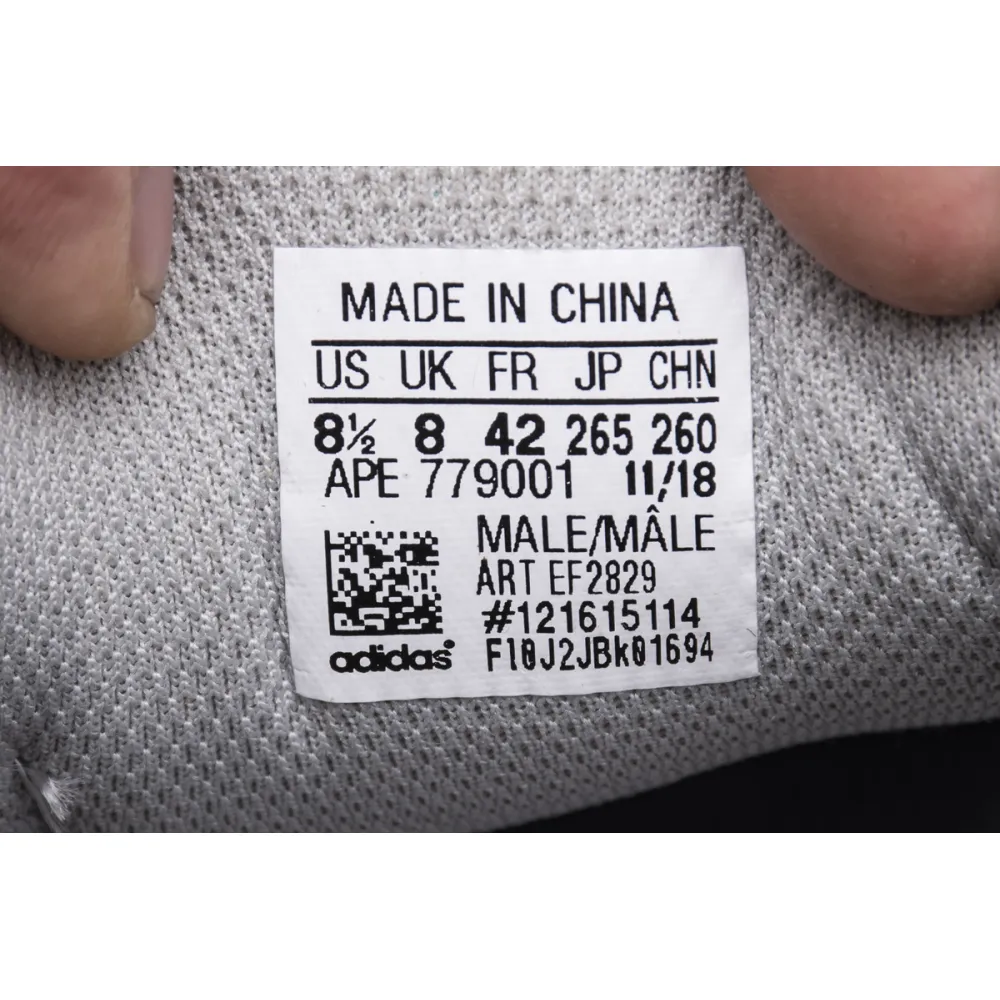 MADE IN CHINA
US UK FR JP CHN
8½ 8 42 265 260
APE 779001 11/18
MALE/MÂLE
ART EF2829
#121615114
F10J2JBk01694
adidas